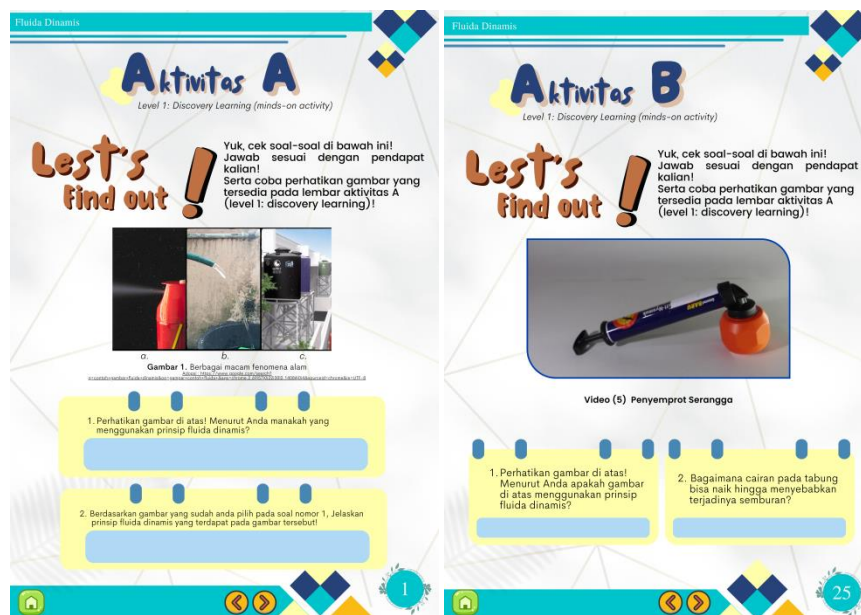 Fluida Dinamis
Aktivitas A
Level 1: Discovery Learning (minds-on activity)
Lest's
Find out !
Yuk, cek soal-soal di bawah ini!
Jawab sesuai dengan pendapat
kalian!
Serta coba perhatikan gambar yang
tersedia pada lembar aktivitas A
(level 1: discovery learning)!
a.
b.
c.
Gambar 1. Berbagai macam fenomena alam
1. Perhatikan gambar di atas! Menurut Anda manakah yang
menggunakan prinsip fluida dinamis?
2. Berdasarkan gambar yang sudah anda pilih pada soal nomor 1, Jelaskan
prinsip fluida dinamis yang terdapat pada gambar tersebut!
1
Fluida Dinamis
Aktivitas B
Level 1: Discovery Learning (minds-on activity)
Lest's
Find out !
Yuk, cek soal-soal di bawah ini!
Jawab sesuai dengan pendapat
kalian!
Serta coba perhatikan gambar yang
tersedia pada lembar aktivitas A
(level 1: discovery learning)!
Video (5) Penyemprot Serangga
1. Perhatikan gambar di atas!
Menurut Anda apakah gambar
di atas menggunakan prinsip
fluida dinamis?
2. Bagaimana cairan pada tabung
bisa naik hingga menyebabkan
terjadinya semburan?
25